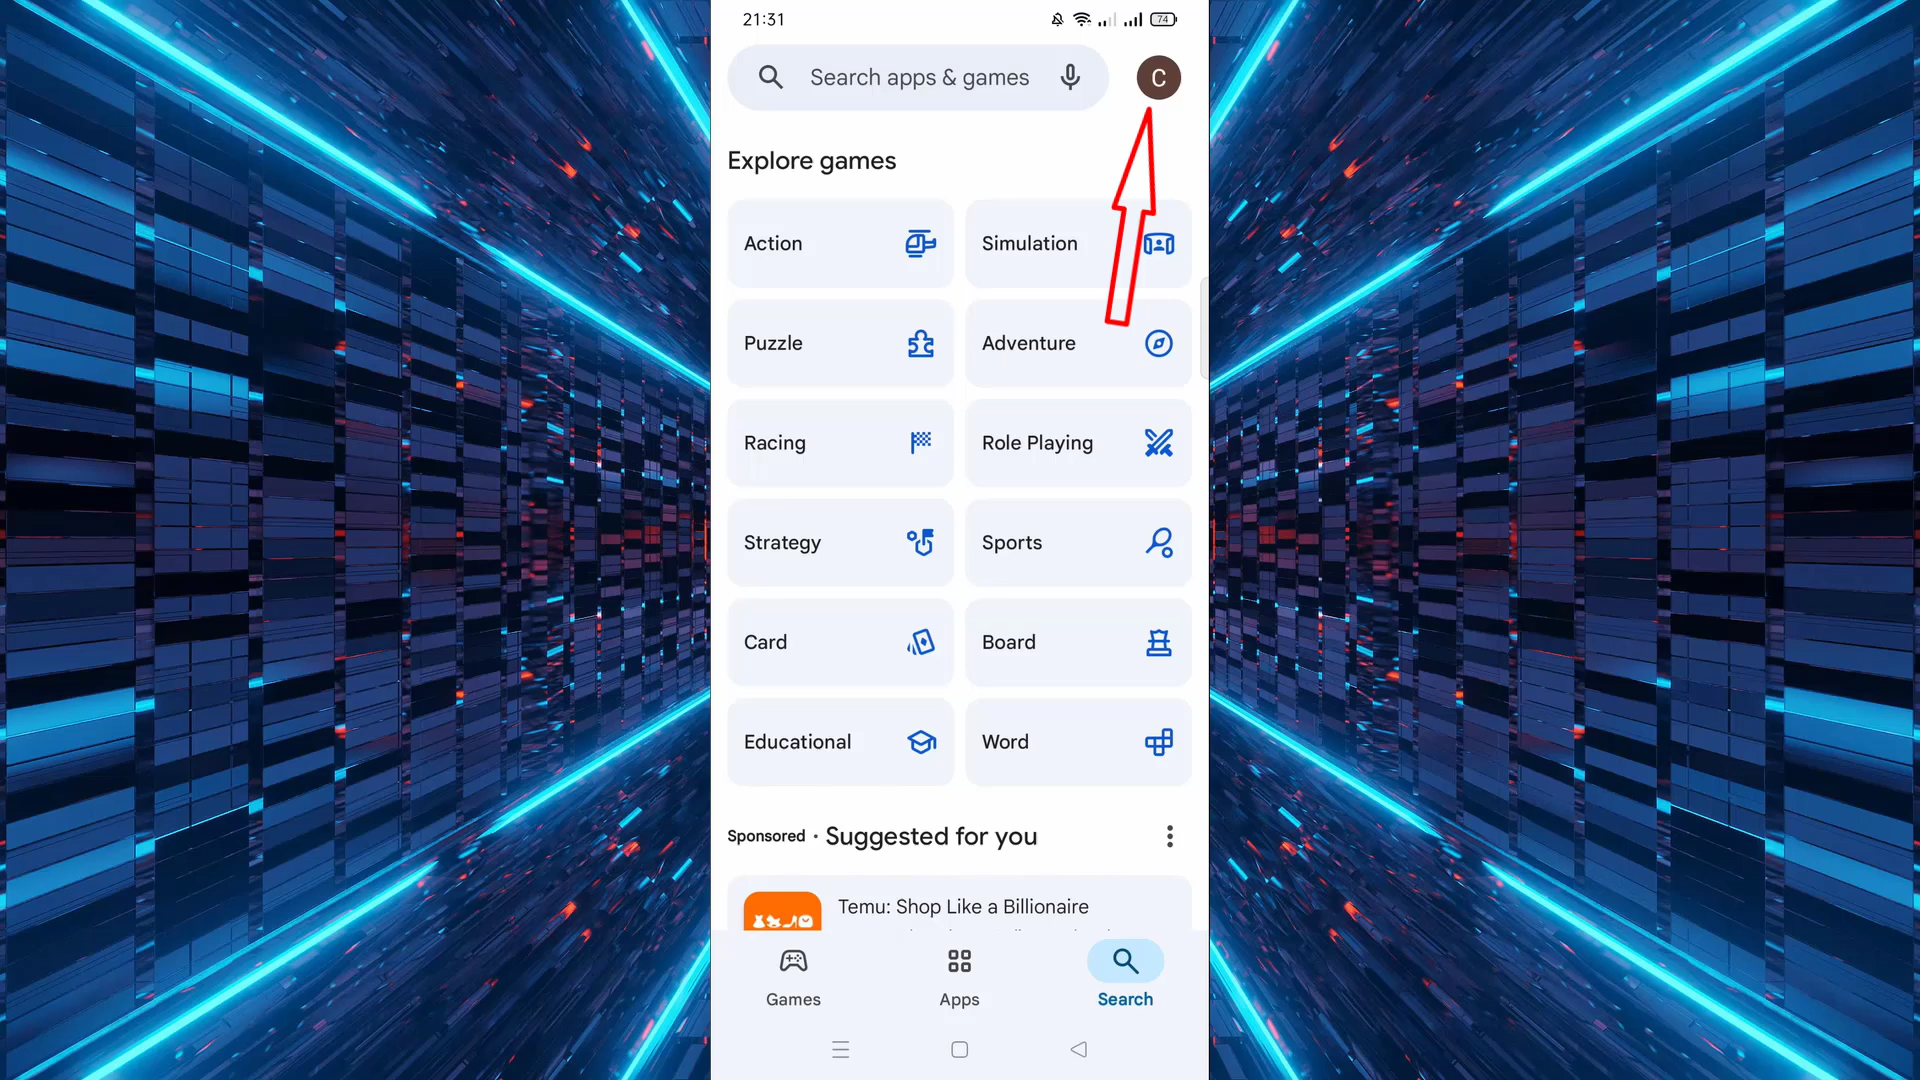 21:31
74
Search apps & games
C
Explore games
Action
Simulation
Puzzle
Adventure
Racing
Role Playing
Strategy
Sports
Card
Board
Educational
Word
Sponsored · Suggested for you
Temu: Shop Like a Billionaire
Games
Apps
Search